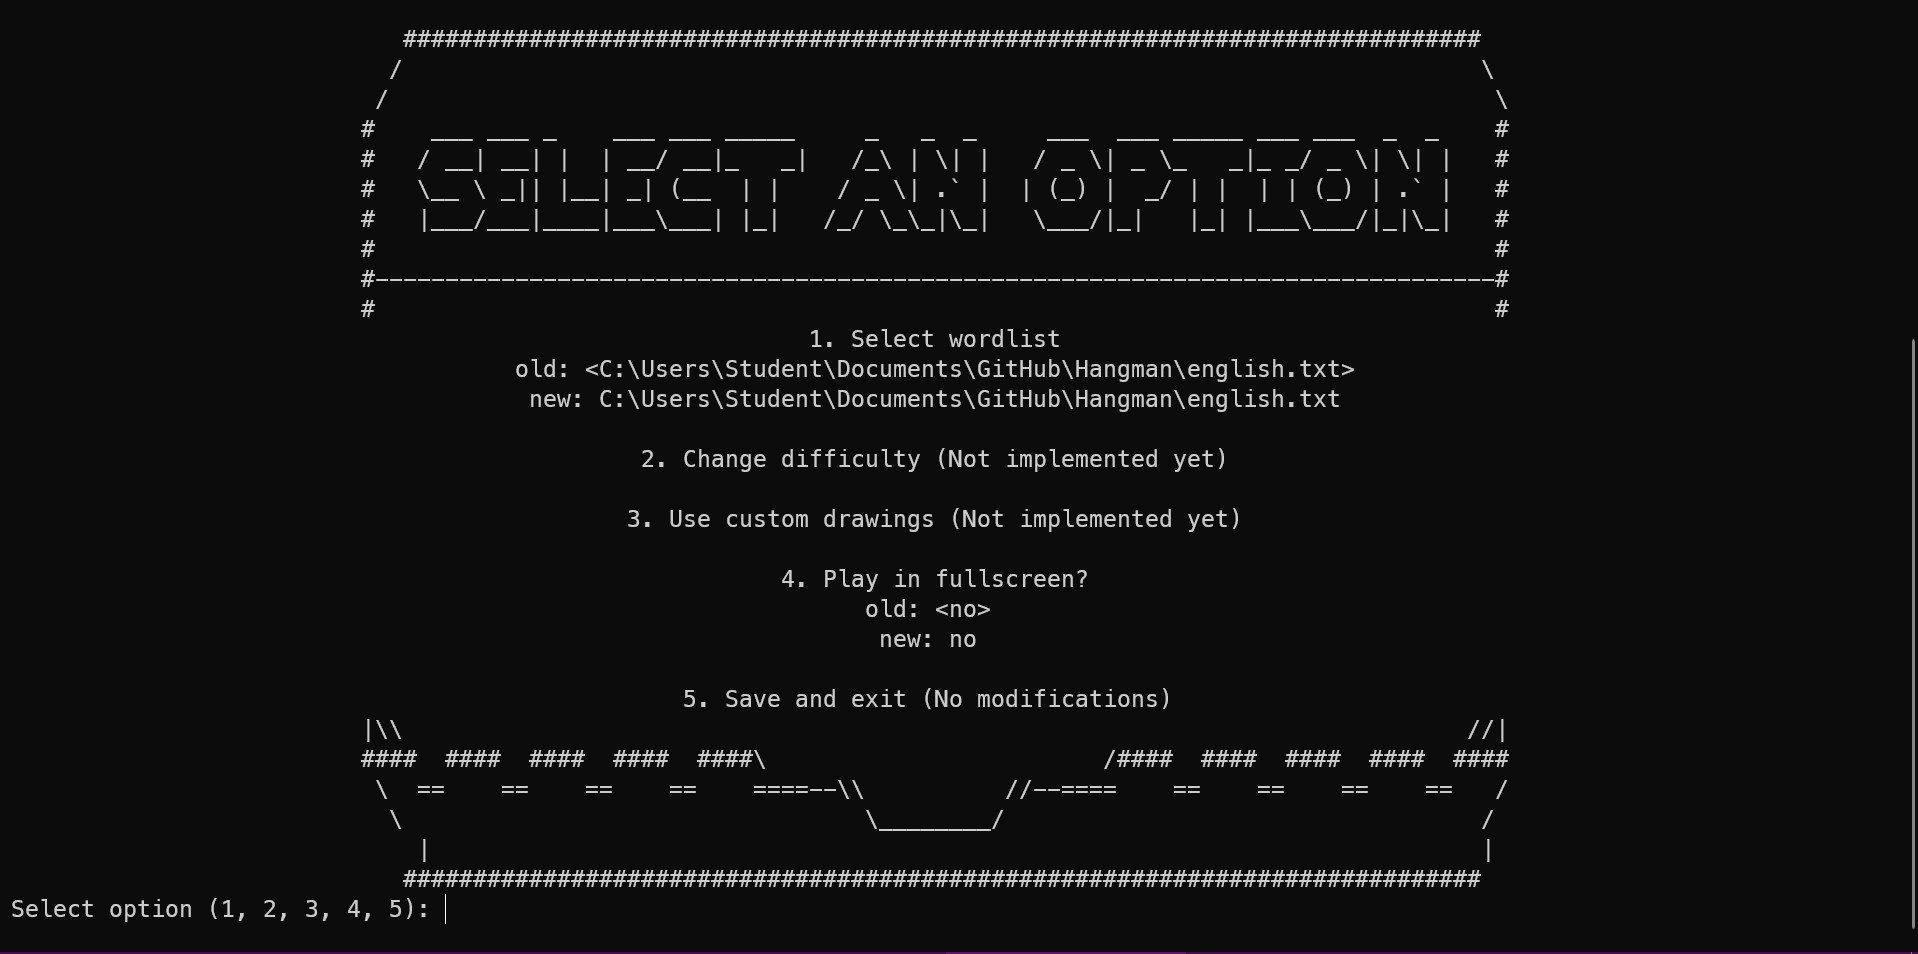 SELECT AN OPTION
1. Select wordlist
old: <C:\Users\Student\Documents\GitHub\Hangman\english.txt>
new: C:\Users\Student\Documents\GitHub\Hangman\english.txt
2. Change difficulty (Not implemented yet)
3. Use custom drawings (Not implemented yet)
4. Play in fullscreen?
old: <no>
new: no
5. Save and exit (No modifications)
Select option (1, 2, 3, 4, 5):